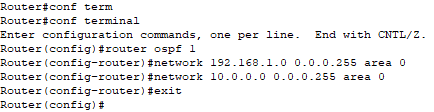 Router#conf term
Router#conf terminal
Enter configuration commands, one per line.  End with CNTL/Z.
Router(config)#router ospf 1
Router(config-router)#network 192.168.1.0 0.0.0.255 area 0
Router(config-router)#network 10.0.0.0 0.0.0.255 area 0
Router(config-router)#exit
Router(config)#